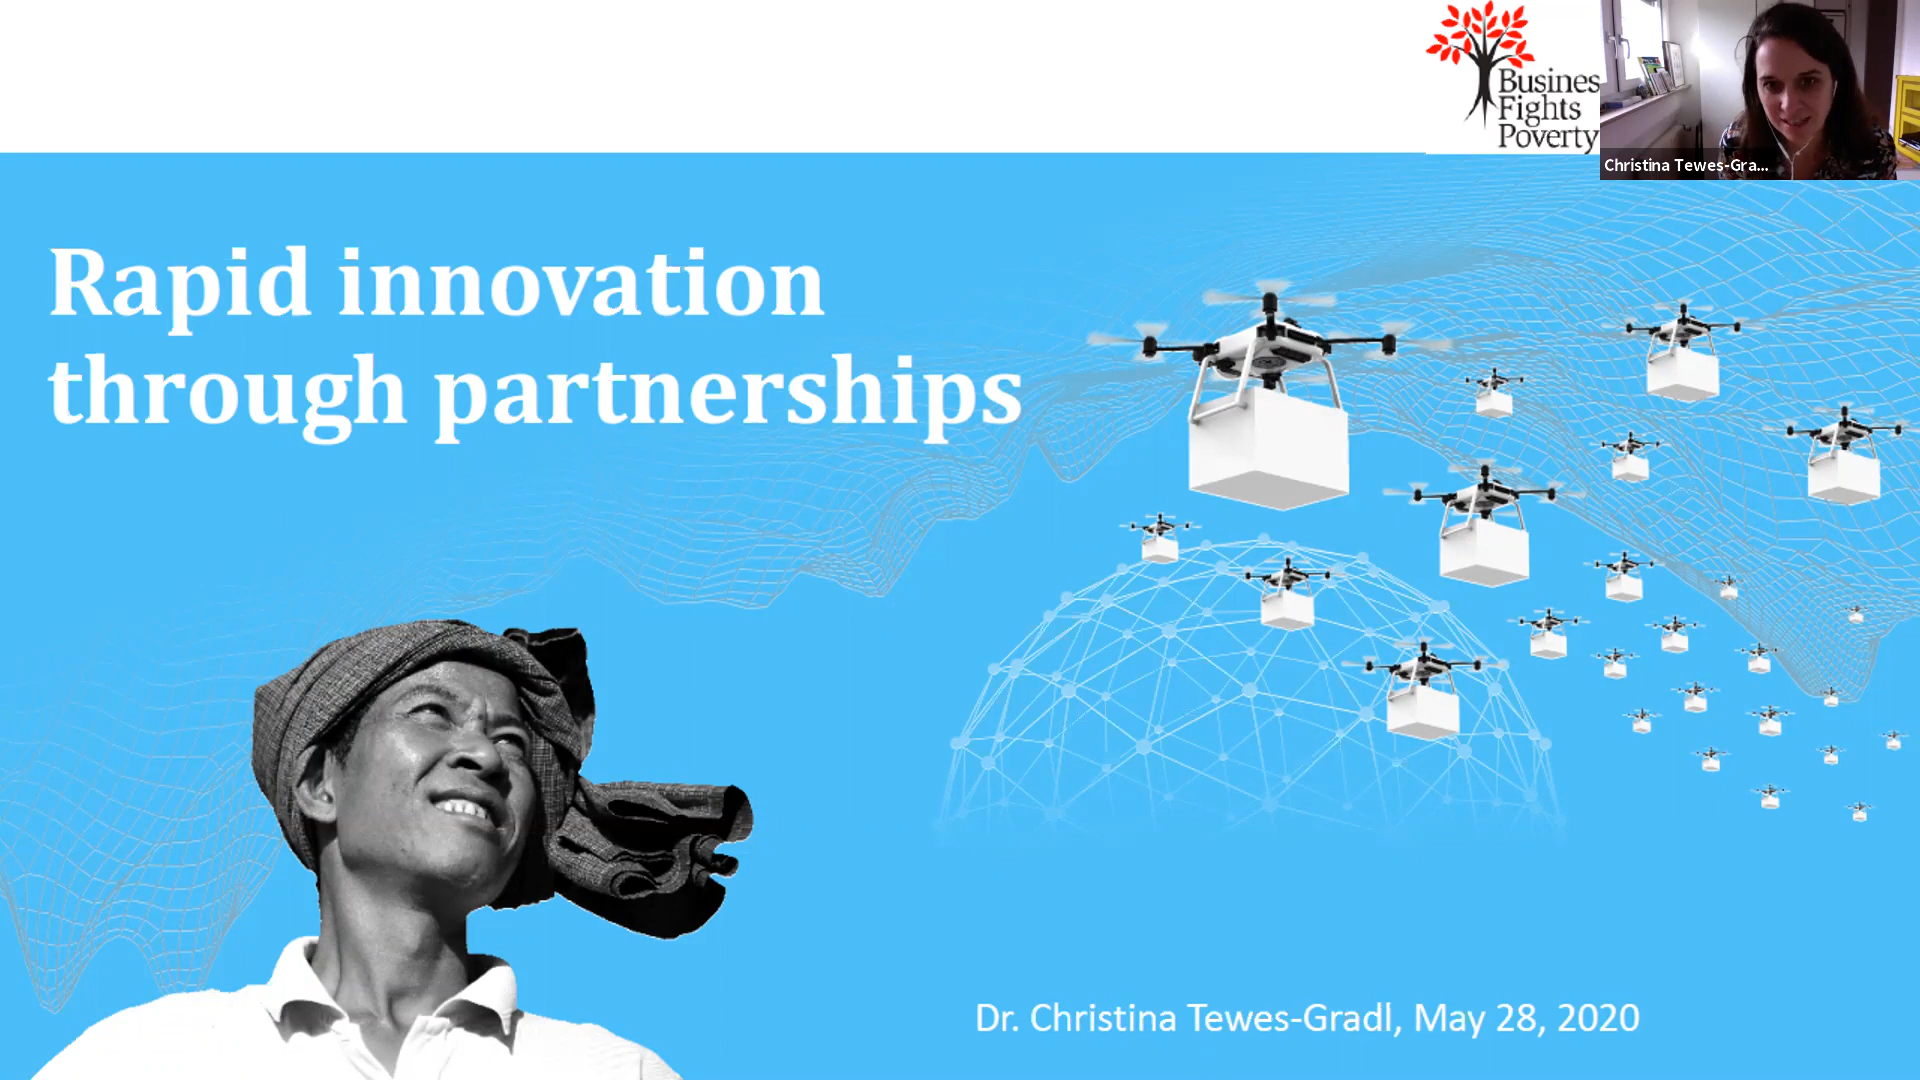 Busines
Fights
Poverty
Christina Tewes-Gra...
Rapid innovation
through partnerships
Dr. Christina Tewes-Gradl, May 28, 2020